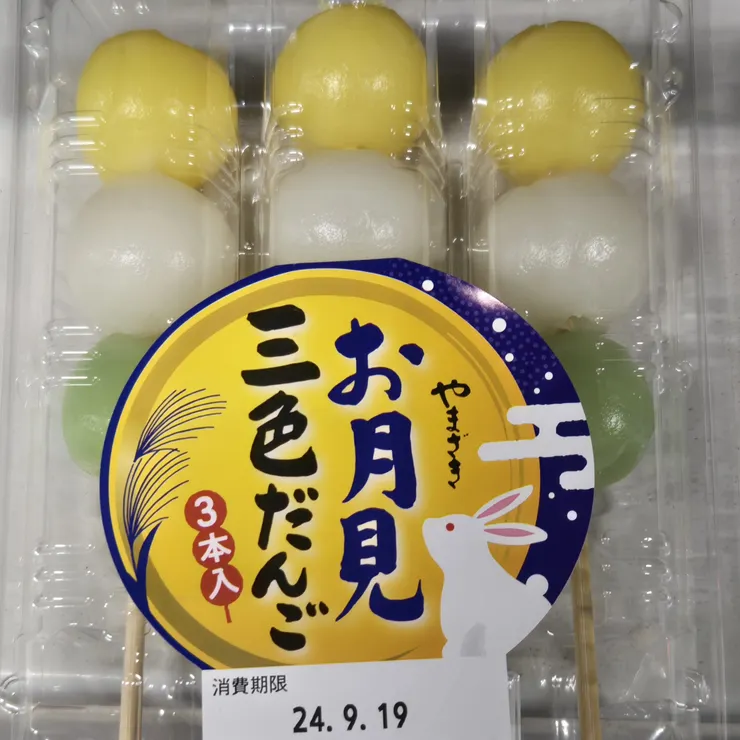 やまざき
お月見
三色だんご
3本入
消費期限
24.9.19